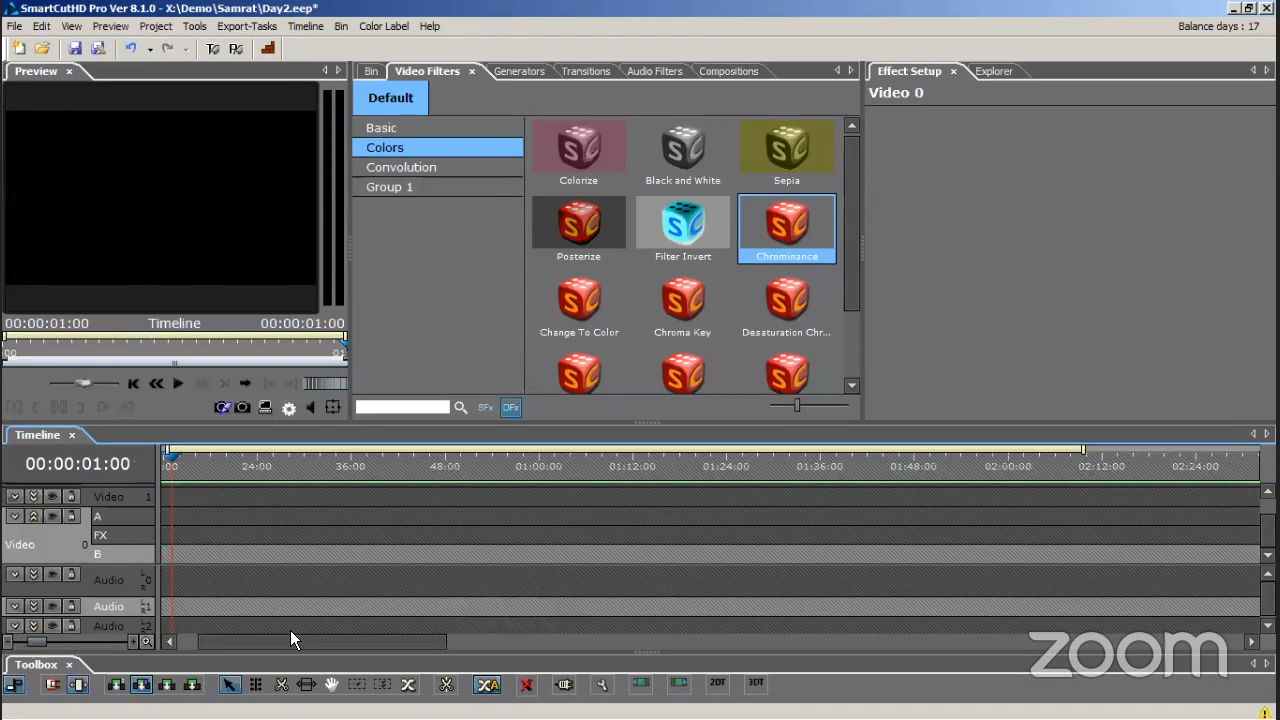 SmartCutHD Pro Ver 8.1.0 - X:\Demo\Samrat\Day2.eep*
File Edit View Preview Project Tools Export-Tasks Timeline Bin Color Label Help
Balance days : 17
Preview
Bin Video Filters Generators Transitions Audio Filters Compositions
Effect Setup Explorer
Default
Video 0
Basic
Colors
Convolution
Group 1
Colorize Black and White Sepia
Posterize Filter Invert Chrominance
Change To Color Chroma Key Desaturation Chr...
00:00:01:00 Timeline 00:00:01:00
00 01
SFx DFx
Timeline
00:00:01:00
:00 24:00 36:00 48:00 01:00:00 01:12:00 01:24:00 01:36:00 01:48:00 02:00:00 02:12:00 02:24:00
Video 1
A
FX
Video 0
B
Audio L 0 R
Audio L 1 R
Audio L 2
zoom
Toolbox
XA 2DT 3DT